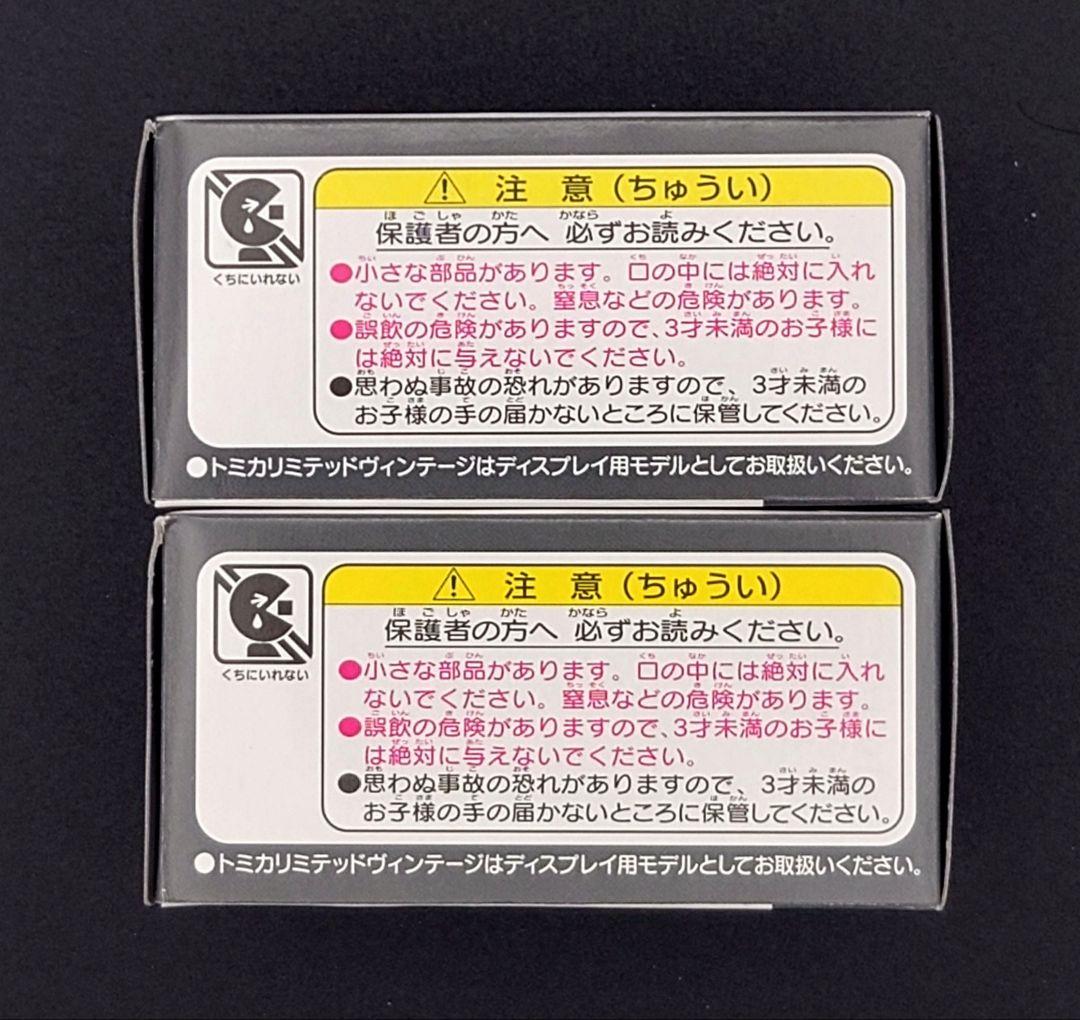 くちにいれない
注 意（ちゅうい）
保護者の方へ 必ずお読みください。
●小さな部品があります。口の中には絶対に入れ
ないでください。窒息などの危険があります。
●誤飲の危険がありますので、3才未満のお子様に
は絶対に与えないでください。
●思わぬ事故の恐れがありますので、3才未満の
お子様の手の届かないところに保管してください。
●トミカリミテッドヴィンテージはディスプレイ用モデルとしてお取扱いください。
くちにいれない
注 意（ちゅうい）
保護者の方へ 必ずお読みください。
●小さな部品があります。口の中には絶対に入れ
ないでください。窒息などの危険があります。
●誤飲の危険がありますので、3才未満のお子様に
は絶対に与えないでください。
●思わぬ事故の恐れがありますので、3才未満の
お子様の手の届かないところに保管してください。
●トミカリミテッドヴィンテージはディスプレイ用モデルとしてお取扱いください。